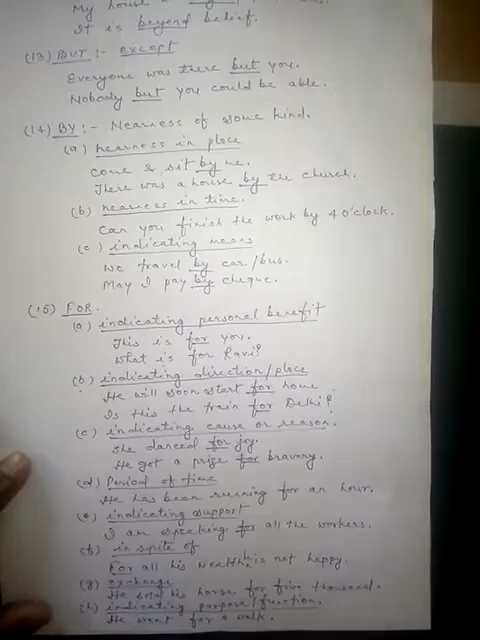 My house
It is beyond belief.
(13) BUT :- except
Everyone was there but you.
Nobody but you could be able.
(14) BY :- Nearness of some kind.
(a) nearness in place
come & sit by me.
There was a house by the church.
(b) nearness in time.
Can you finish the work by 4 o'clock.
(c) indicating means
We travel by car/bus.
May I pay by cheque.
(15) FOR.
(a) indicating personal benefit
This is for you.
What is for Ravi?
(b) indicating direction/place
He will soon start for home
Is this the train for Delhi?
(c) indicating cause or reason.
She danced for joy.
He got a prize for bravary.
(d) Period of time
He has been running for an hour.
(e) indicating support
I am speaking for all the workers.
(f) in spite of
For all his wealth he is not happy.
(g) exchange
He sold his horse for five thousand.
(h) indicating purpose/function.
He went for a walk.